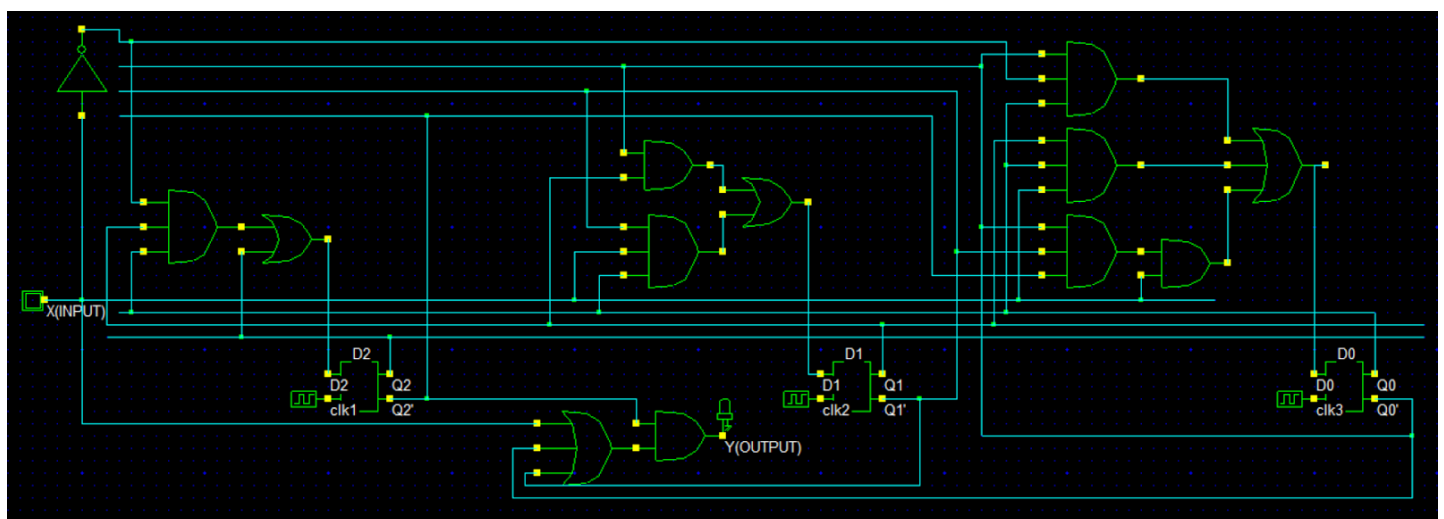 X(INPUT)
D2
D2 Q2
clk1 Q2'
D1
D1 Q1
clk2 Q1'
D0
D0 Q0
clk3 Q0'
Y(OUTPUT)